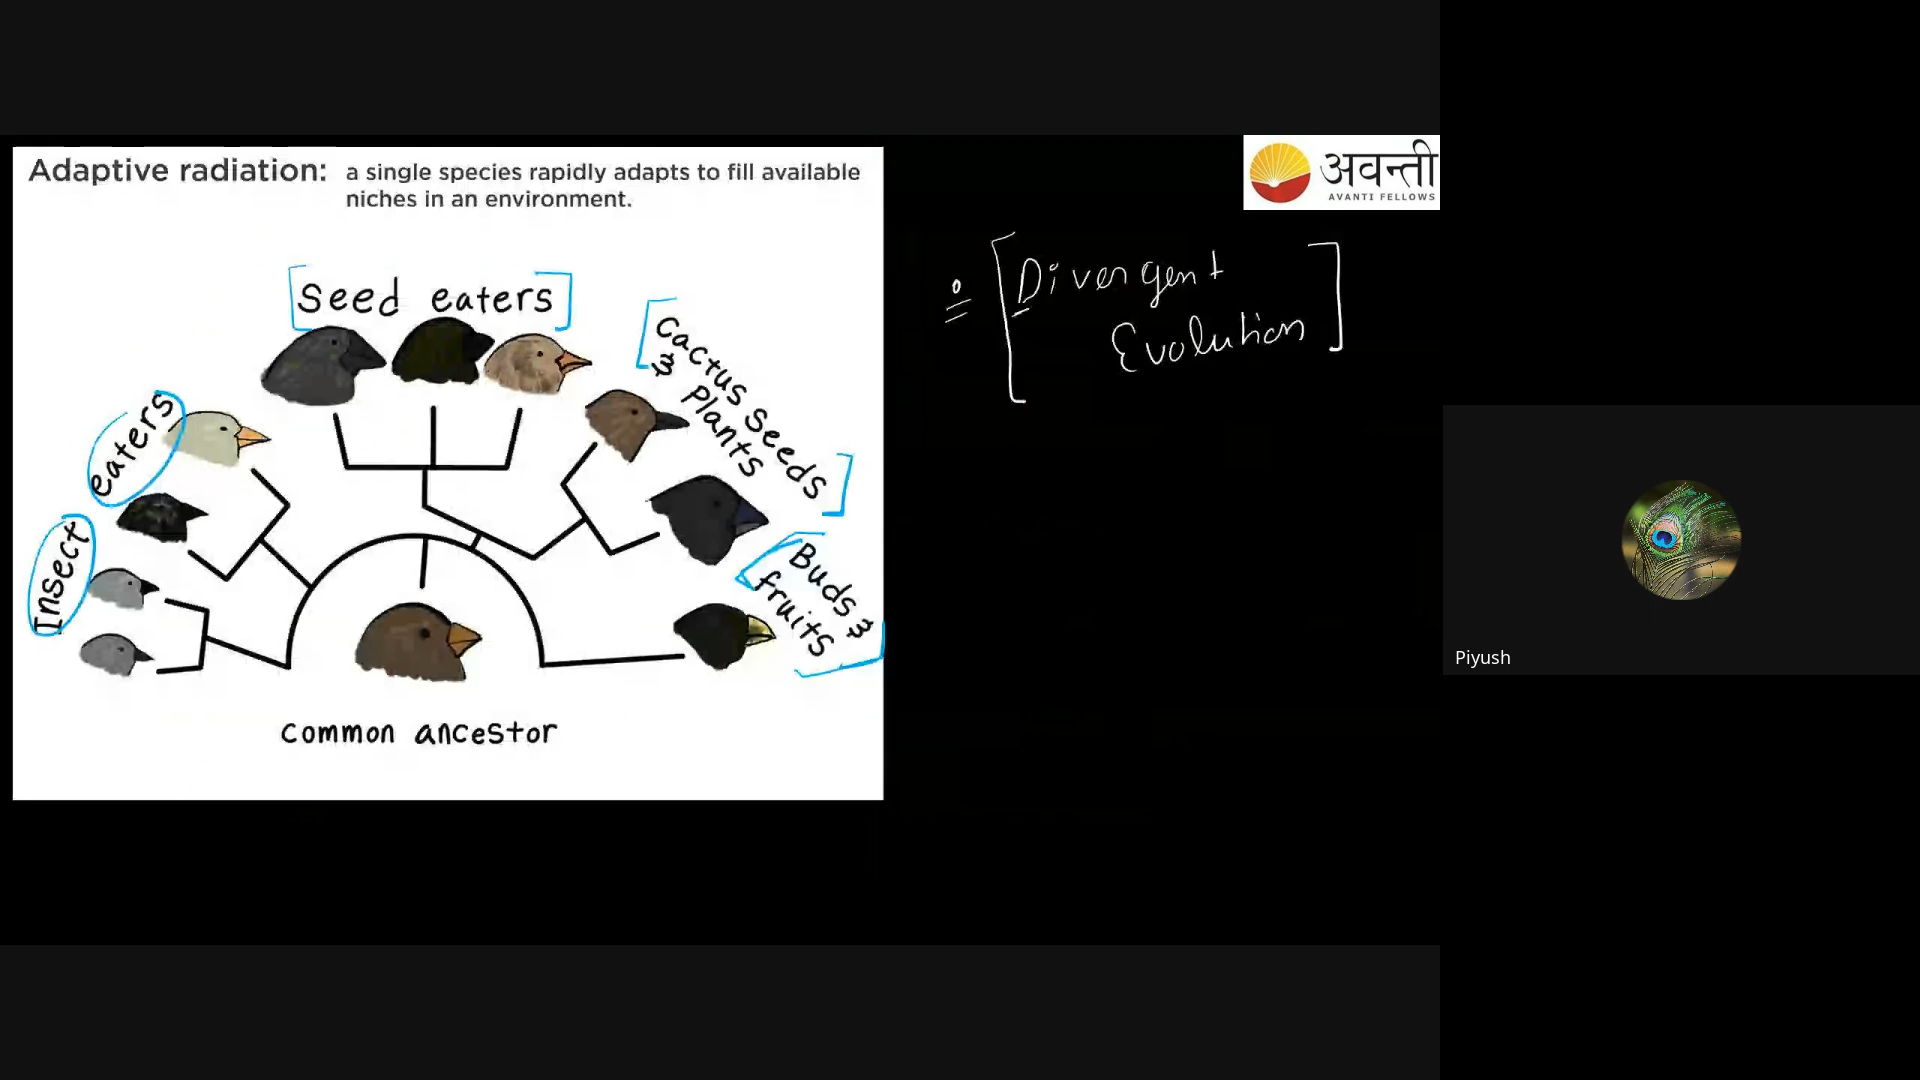 Adaptive radiation: a single species rapidly adapts to fill available
niches in an environment.
Seed eaters
Cactus Seeds
& Plants
Buds &
fruits
Insect eaters
common ancestor
Divergent
Evolution
अवन्ती
AVANTI FELLOWS
Piyush